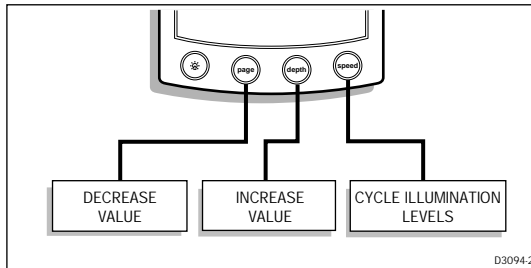 page depth speed
DECREASE
VALUE
INCREASE
VALUE
CYCLE ILLUMINATION
LEVELS
D3094-2